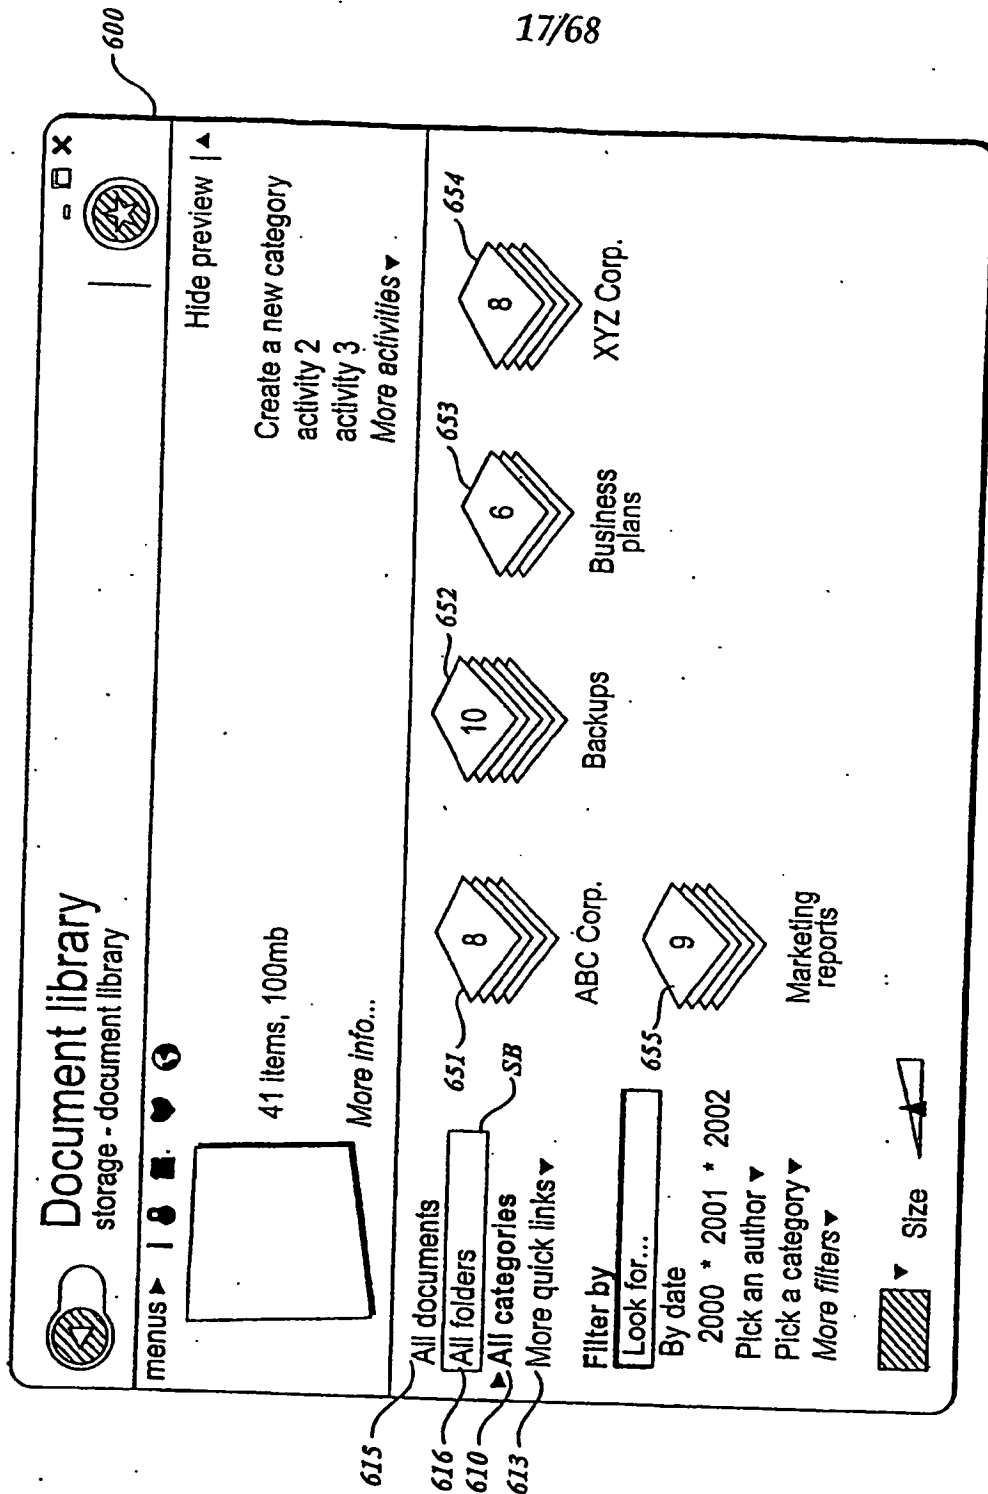 17/68
600
Document library
storage - document library
menus
Hide preview
41 items, 100mb
More info...
Create a new category
activity 2
activity 3
More activities
615
All documents
616
All folders
SB
610
All categories
613
More quick links
Filter by
Look for....
By date
2000 * 2001 * 2002
Pick an author
Pick a category
More filters
Size
651
8
ABC Corp.
652
10
Backups
653
6
Business
plans
654
8
XYZ Corp.
655
9
Marketing
reports